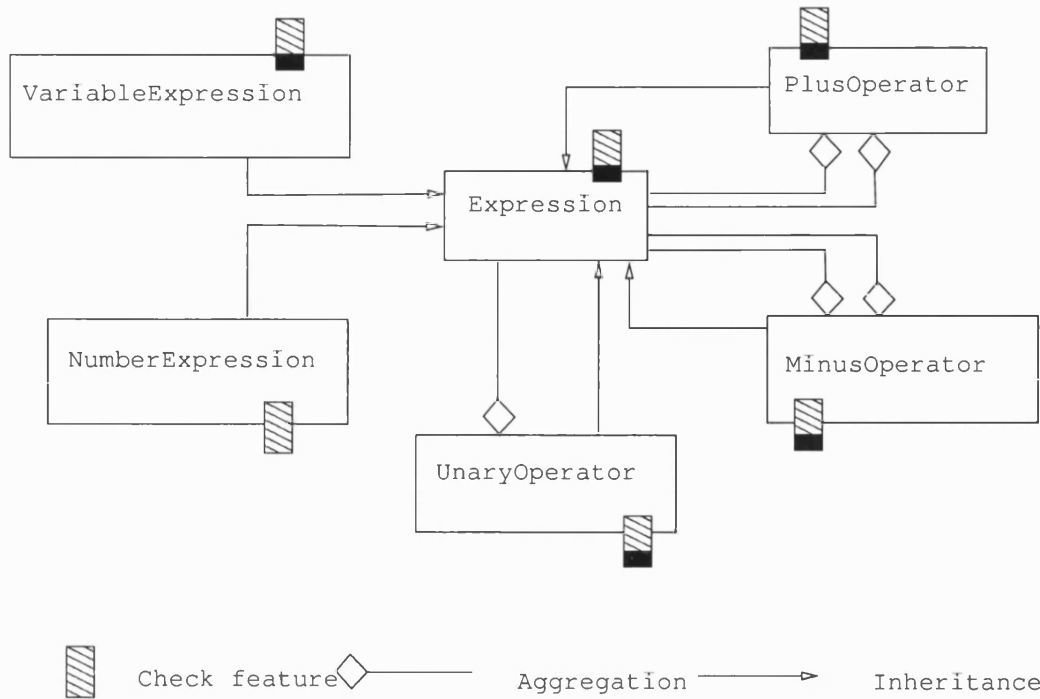 VariableExpression
PlusOperator
Expression
NumberExpression
MinusOperator
UnaryOperator
Check feature
Aggregation
Inheritance